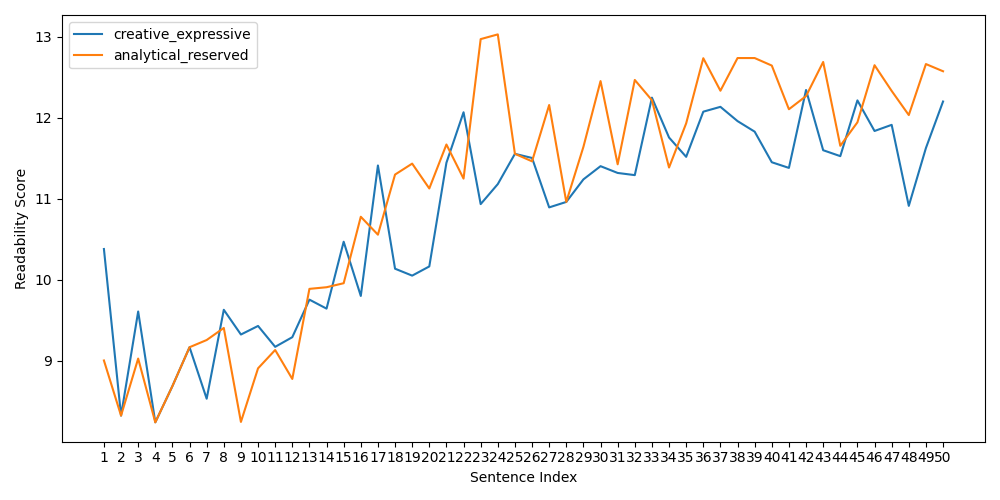 creative_expressive
analytical_reserved
13
12
11
10
9
Readability Score
1 2 3 4 5 6 7 8 9 10 11 12 13 14 15 16 17 18 19 20 21 22 23 24 25 26 27 28 29 30 31 32 33 34 35 36 37 38 39 40 41 42 43 44 45 46 47 48 49 50
Sentence Index